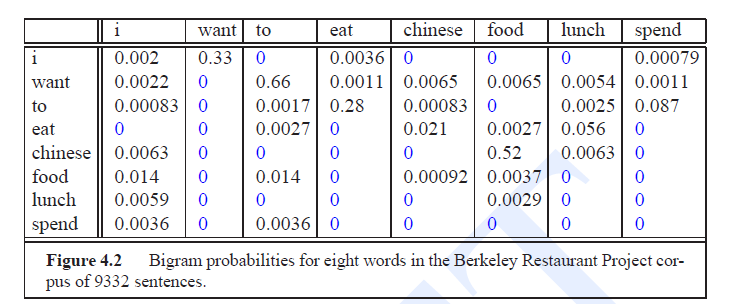 i want to eat chinese food lunch spend
i 0.002 0.33 0 0.0036 0 0 0 0.00079
want 0.0022 0 0.66 0.0011 0.0065 0.0065 0.0054 0.0011
to 0.00083 0 0.0017 0.28 0.00083 0 0.0025 0.087
eat 0 0 0.0027 0 0.021 0.0027 0.056 0
chinese 0.0063 0 0 0 0 0.52 0.0063 0
food 0.014 0 0.014 0 0.00092 0.0037 0 0
lunch 0.0059 0 0 0 0 0.0029 0 0
spend 0.0036 0 0.0036 0 0 0 0 0
Figure 4.2 Bigram probabilities for eight words in the Berkeley Restaurant Project cor-
pus of 9332 sentences.